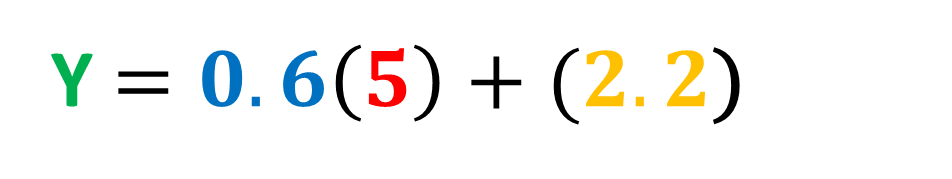 Y = 0.6(5) + (2.2)